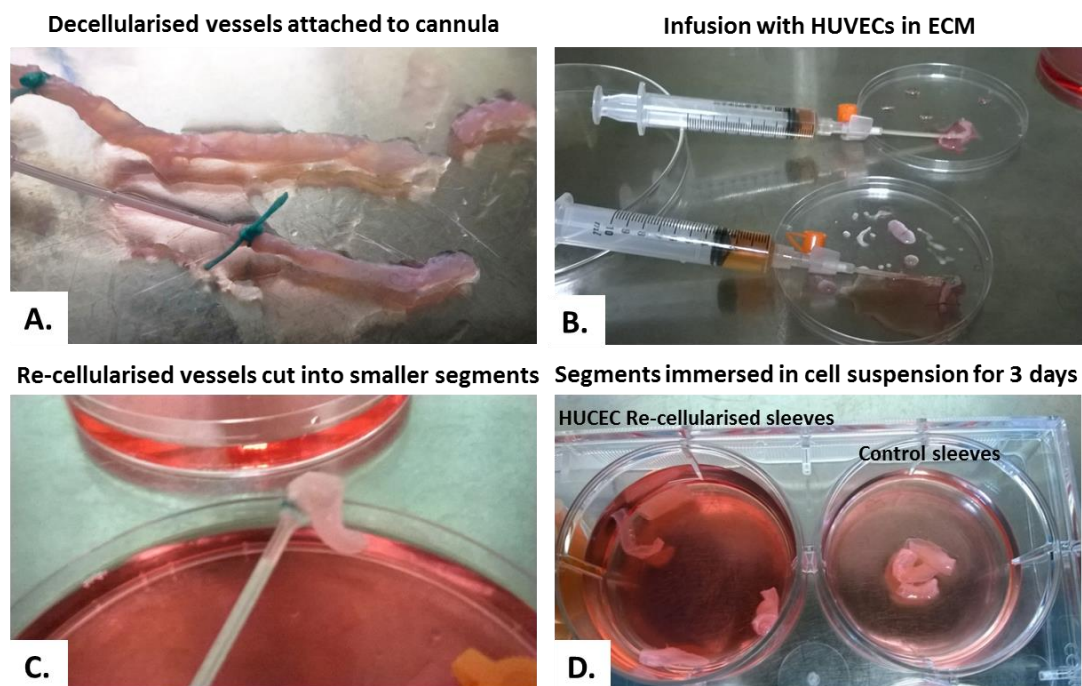 Decellularised vessels attached to cannula
Infusion with HUVECs in ECM
A.
B.
Re-cellularised vessels cut into smaller segments
Segments immersed in cell suspension for 3 days
HUCEC Re-cellularised sleeves
Control sleeves
C.
D.